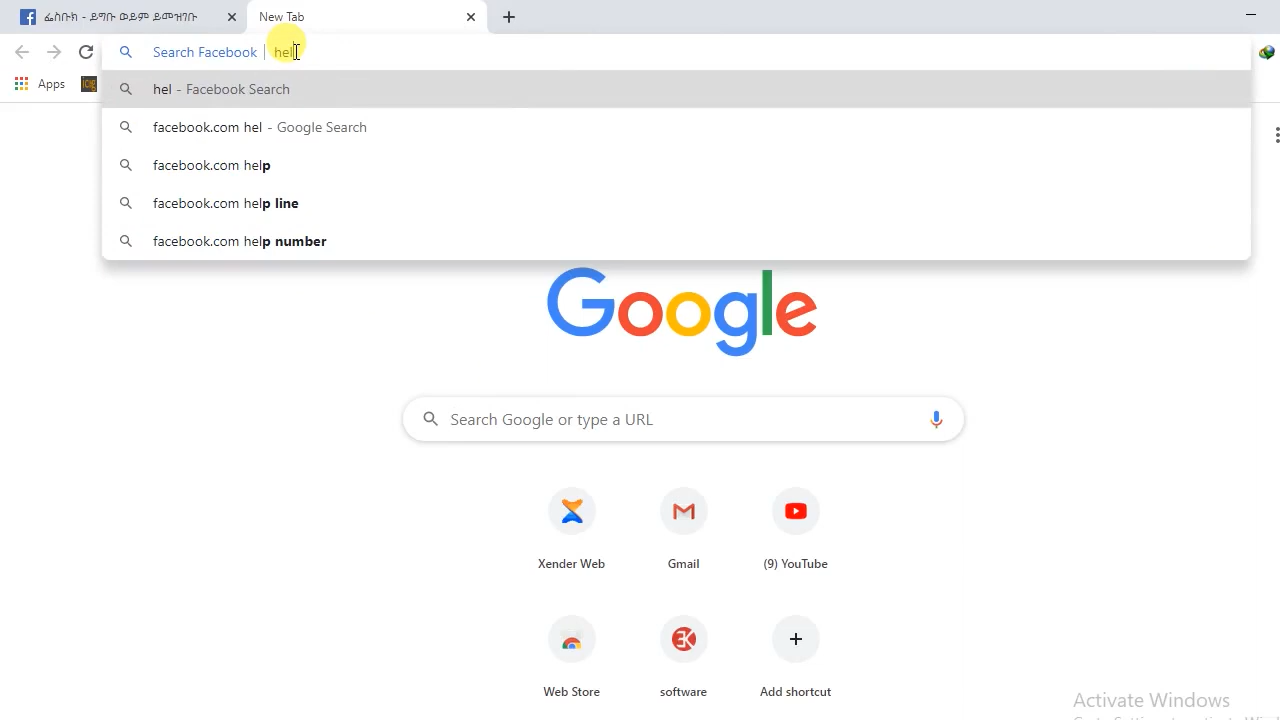 ፌስቡክ - ይግቡ ወይም ይመዝገቡ
New Tab
Search Facebook hel
Apps
hel - Facebook Search
facebook.com hel - Google Search
facebook.com help
facebook.com help line
facebook.com help number
Google
Search Google or type a URL
Xender Web
Gmail
(9) YouTube
Web Store
software
Add shortcut
Activate Windows